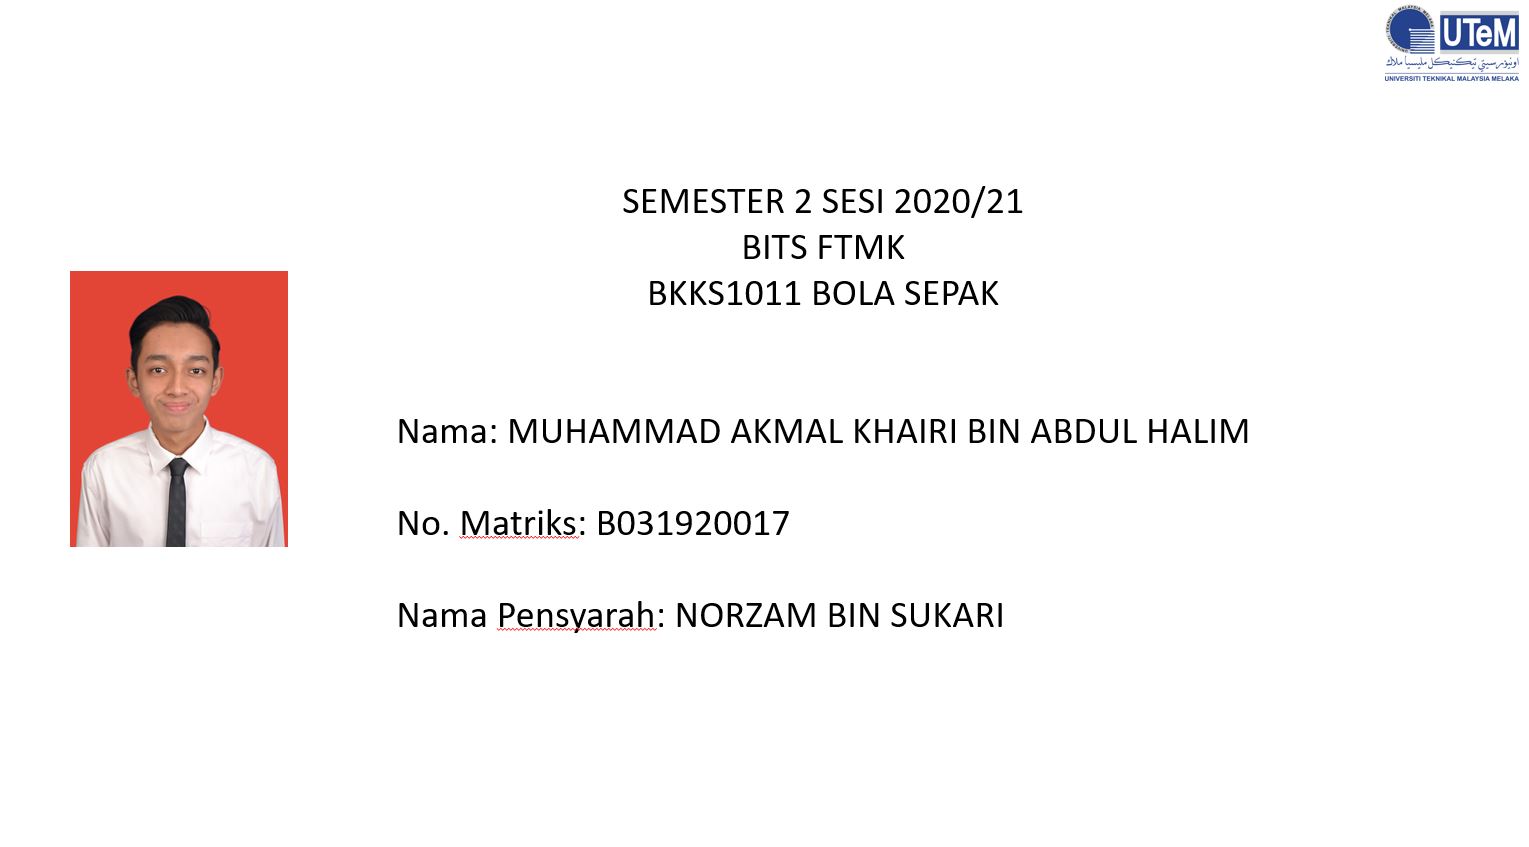 UTeM
اونيۏرسيتي تيكنيكل مليسيا ملاك
UNIVERSITI TEKNIKAL MALAYSIA MELAKA
SEMESTER 2 SESI 2020/21
BITS FTMK
BKKS1011 BOLA SEPAK
Nama: MUHAMMAD AKMAL KHAIRI BIN ABDUL HALIM
No. Matriks: B031920017
Nama Pensyarah: NORZAM BIN SUKARI